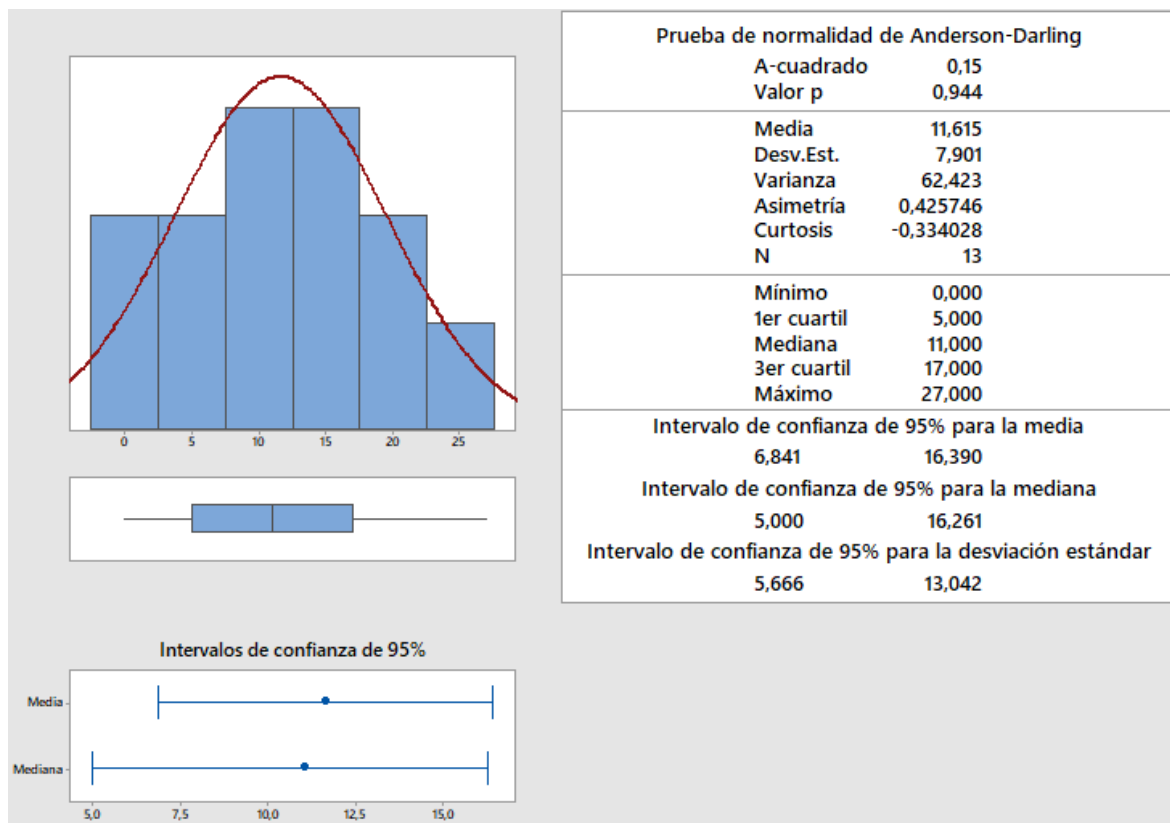 Prueba de normalidad de Anderson-Darling
A-cuadrado 0,15
Valor p 0,944
Media 11,615
Desv.Est. 7,901
Varianza 62,423
Asimetría 0,425746
Curtosis -0,334028
N 13
Mínimo 0,000
1er cuartil 5,000
Mediana 11,000
3er cuartil 17,000
Máximo 27,000
Intervalo de confianza de 95% para la media
6,841 16,390
Intervalo de confianza de 95% para la mediana
5,000 16,261
Intervalo de confianza de 95% para la desviación estándar
5,666 13,042
0 5 10 15 20 25
Intervalos de confianza de 95%
Media
Mediana
5,0 7,5 10,0 12,5 15,0